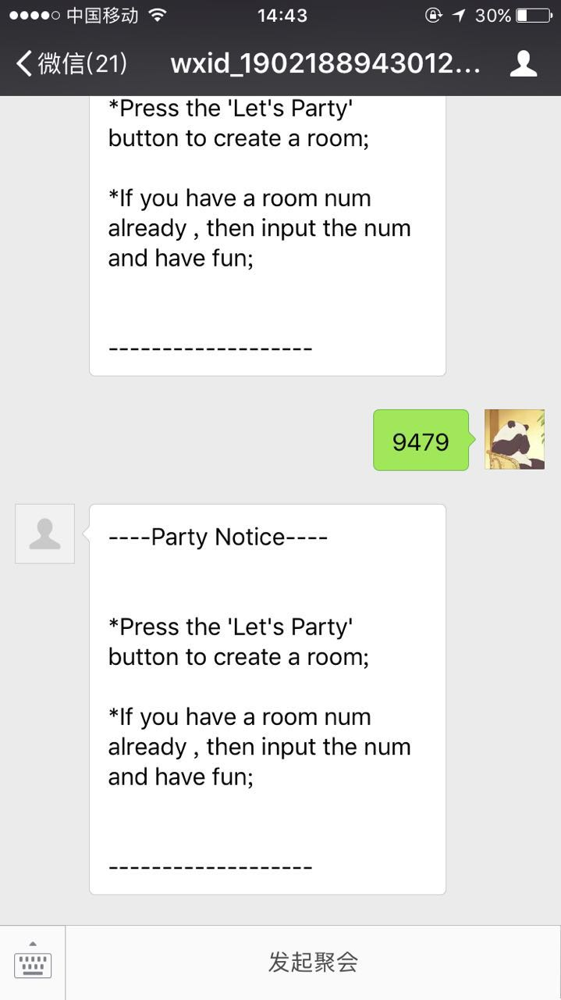 中国移动 14:43 30%
微信(21) wxid_1902188943012...
*Press the 'Let's Party'
button to create a room;
*If you have a room num
already , then input the num
and have fun;
-------------------
9479
----Party Notice----
*Press the 'Let's Party'
button to create a room;
*If you have a room num
already , then input the num
and have fun;
-------------------
发起聚会